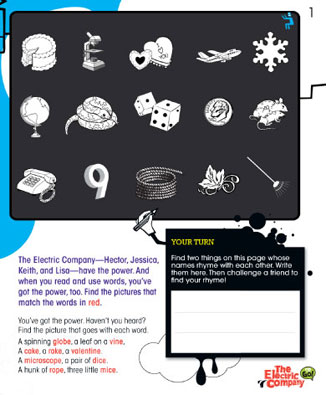 1
9
YOUR TURN
Find two things on this page whose
names rhyme with each other. Write
them here. Then challenge a friend to
find your rhyme!
The Electric Company—Hector, Jessica,
Keith, and Lisa—have the power. And
when you read and use words, you've
got the power, too. Find the pictures that
match the words in red.
You've got the power. Haven't you heard?
Find the picture that goes with each word.
A spinning globe, a leaf on a vine,
A cake, a rake, a valentine.
A microscope, a pair of dice.
A hunk of rope, three little mice.
The
Electric
Company
GO!